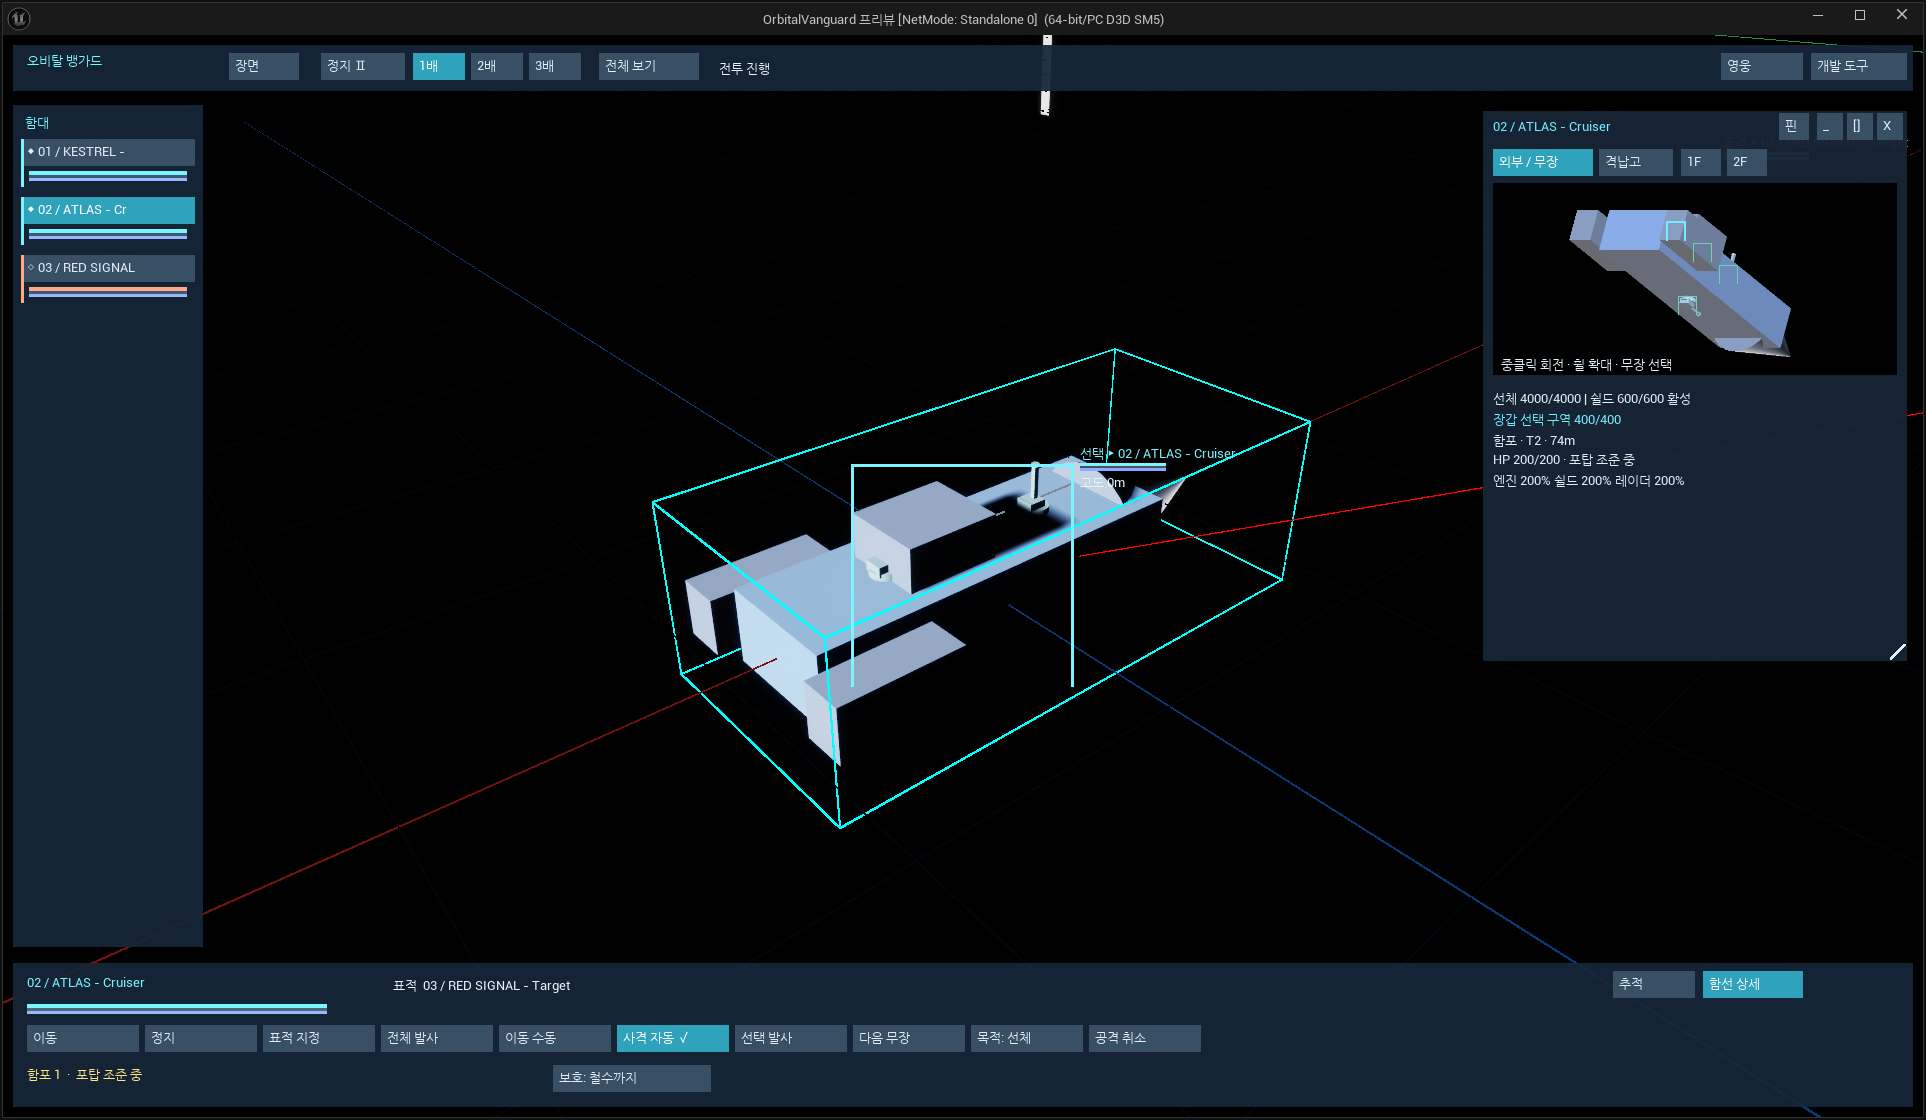 OrbitalVanguard 프리뷰 [NetMode: Standalone 0] (64-bit/PC D3D SM5)
오비탈 뱅가드
장면
정지 II
1배
2배
3배
전체 보기
전투 진행
영웅
개발 도구
함대
01 / KESTREL -
02 / ATLAS - Cr
03 / RED SIGNAL
02 / ATLAS - Cruiser
핀
_
[]
X
외부 / 무장
격납고
1F
2F
중클릭 회전 · 휠 확대 · 무장 선택
선체 4000/4000 | 쉴드 600/600 활성
장갑 선택 구역 400/400
함포 · T2 · 74m
HP 200/200 · 포탑 조준 중
엔진 200% 쉴드 200% 레이더 200%
선택 ▸ 02 / ATLAS - Cruiser
고도 0m
02 / ATLAS - Cruiser
표적 03 / RED SIGNAL - Target
추적
함선 상세
이동
정지
표적 지정
전체 발사
이동 수동
사격 자동 √
선택 발사
다음 무장
목적: 선체
공격 취소
함포 1 · 포탑 조준 중
보호: 철수까지